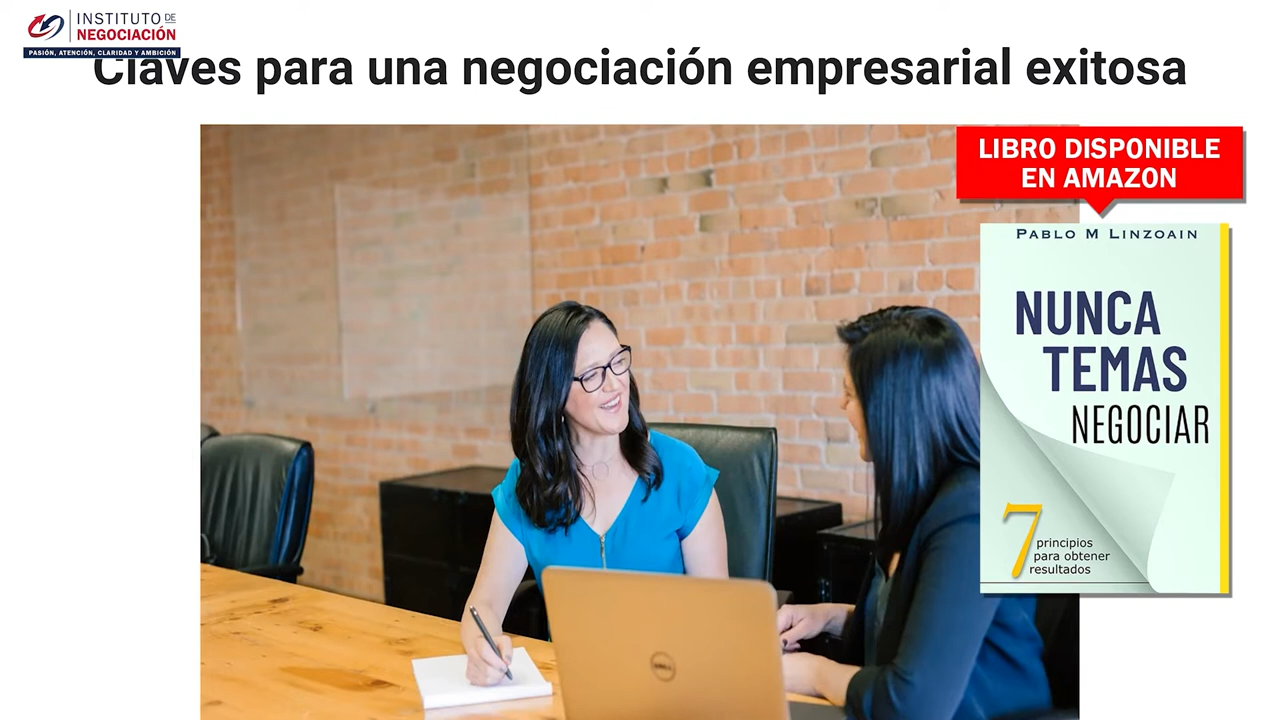 INSTITUTO DE
NEGOCIACIÓN
PASIÓN, ATENCIÓN, CLARIDAD Y AMBICIÓN
Claves para una negociación empresarial exitosa
LIBRO DISPONIBLE
EN AMAZON
PABLO M LINZOAIN
NUNCA
TEMAS
NEGOCIAR
7 principios
para obtener
resultados
DELL